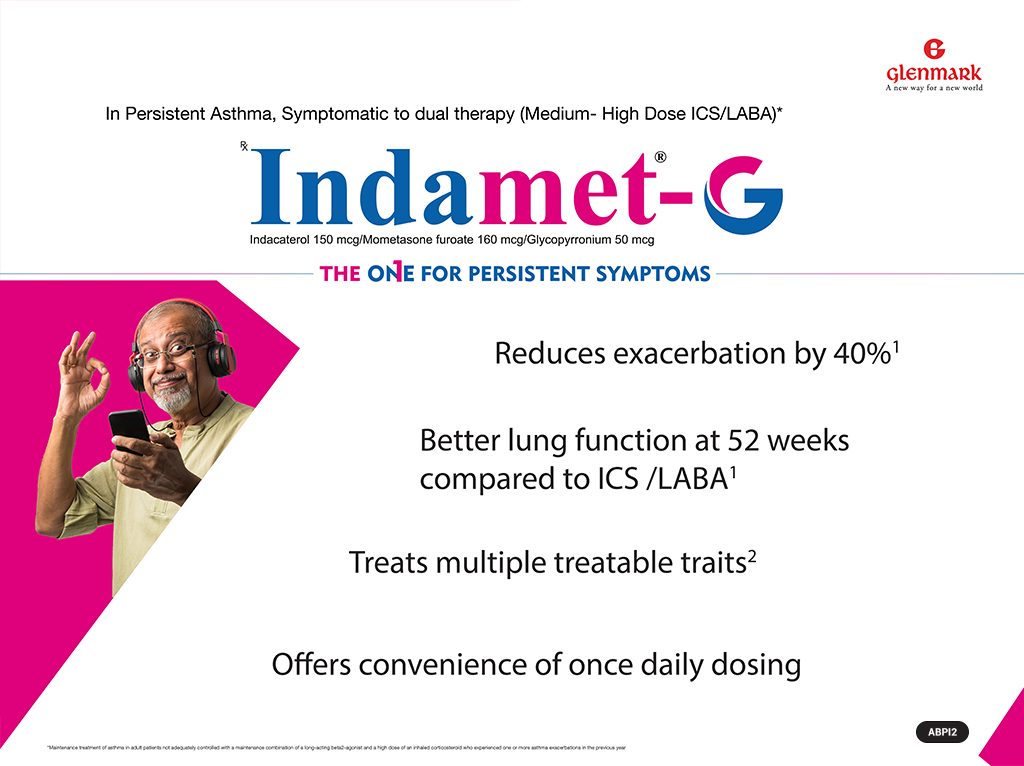 GLENMARK
A new way for a new world
In Persistent Asthma, Symptomatic to dual therapy (Medium- High Dose ICS/LABA)*
Rx
Indamet®-G
Indacaterol 150 mcg/Mometasone furoate 160 mcg/Glycopyrronium 50 mcg
THE ON1E FOR PERSISTENT SYMPTOMS
Reduces exacerbation by 40%¹
Better lung function at 52 weeks
compared to ICS /LABA¹
Treats multiple treatable traits²
Offers convenience of once daily dosing
ABPI2
*Maintenance treatment of asthma in adult patients not adequately controlled with a maintenance combination of a long-acting beta2-agonist and a high dose of an inhaled corticosteroid who experienced one or more asthma exacerbations in the previous year